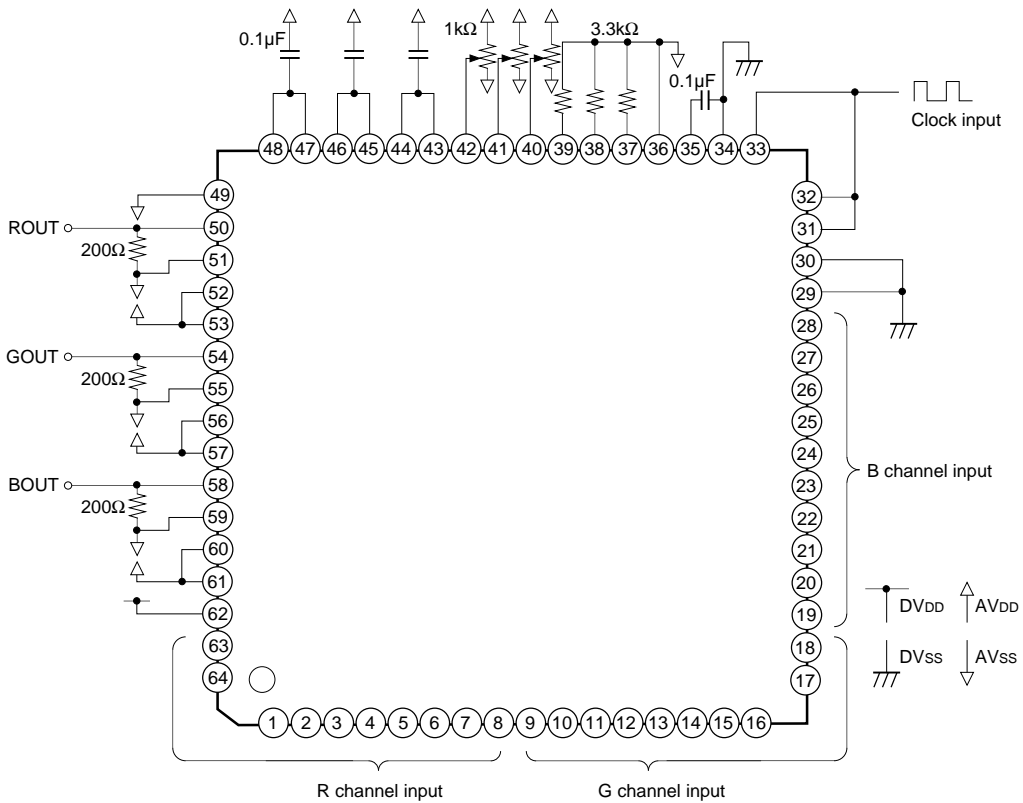 0.1µF
1kΩ
3.3kΩ
0.1µF
Clock input
48 47 46 45 44 43 42 41 40 39 38 37 36 35 34 33
49
ROUT 50
200Ω
51
52
53
GOUT 54
200Ω
55
56
57
BOUT 58
200Ω
59
60
61
62
63
64
32
31
30
29
28
27
26
25
24
23
22
21
20
19
18
17
B channel input
DVDD AVDD
DVSS AVSS
1 2 3 4 5 6 7 8 9 10 11 12 13 14 15 16
R channel input G channel input